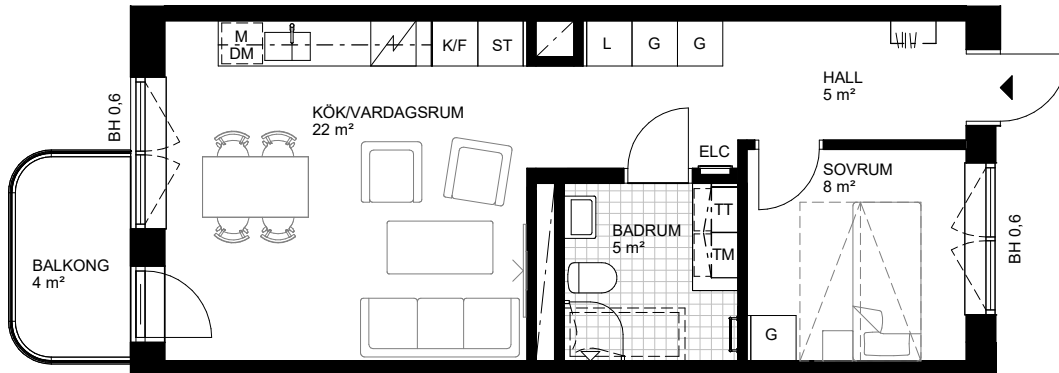 M
DM
K/F
ST
L
G
G
HALL
5 m²
BH 0,6
KÖK/VARDAGSRUM
22 m²
ELC
SOVRUM
8 m²
BADRUM
5 m²
TT
TM
BH 0,6
BALKONG
4 m²
G